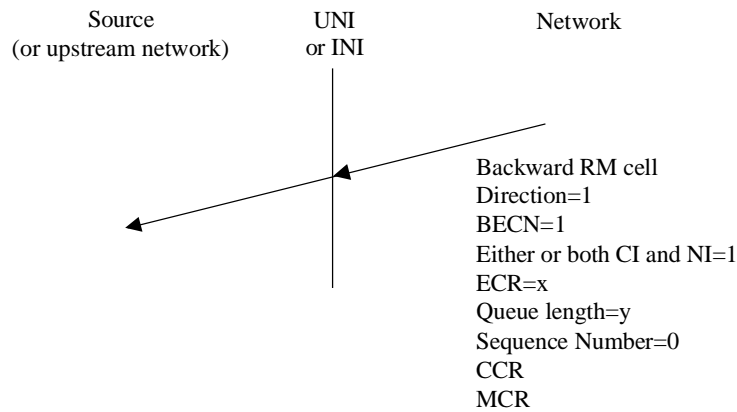 Source
(or upstream network)
UNI
or INI
Network
Backward RM cell
Direction=1
BECN=1
Either or both CI and NI=1
ECR=x
Queue length=y
Sequence Number=0
CCR
MCR